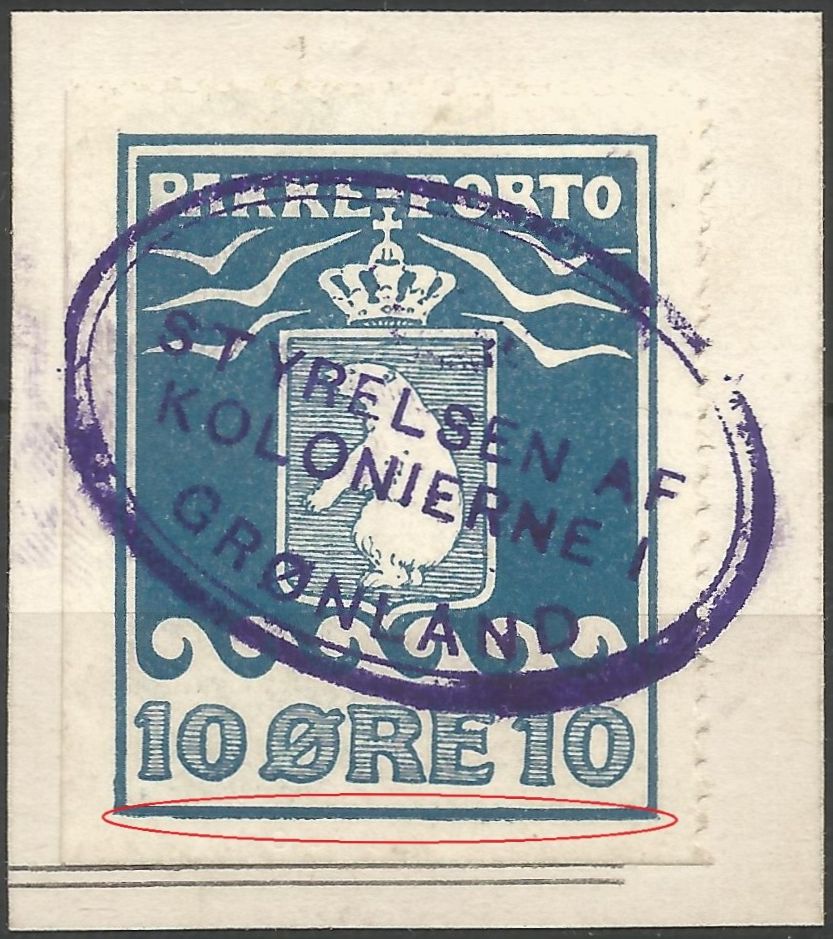 PAKKE-PORTO
STYRELSEN AF
KOLONIERNE I
GRØNLAND
10 ØRE 10